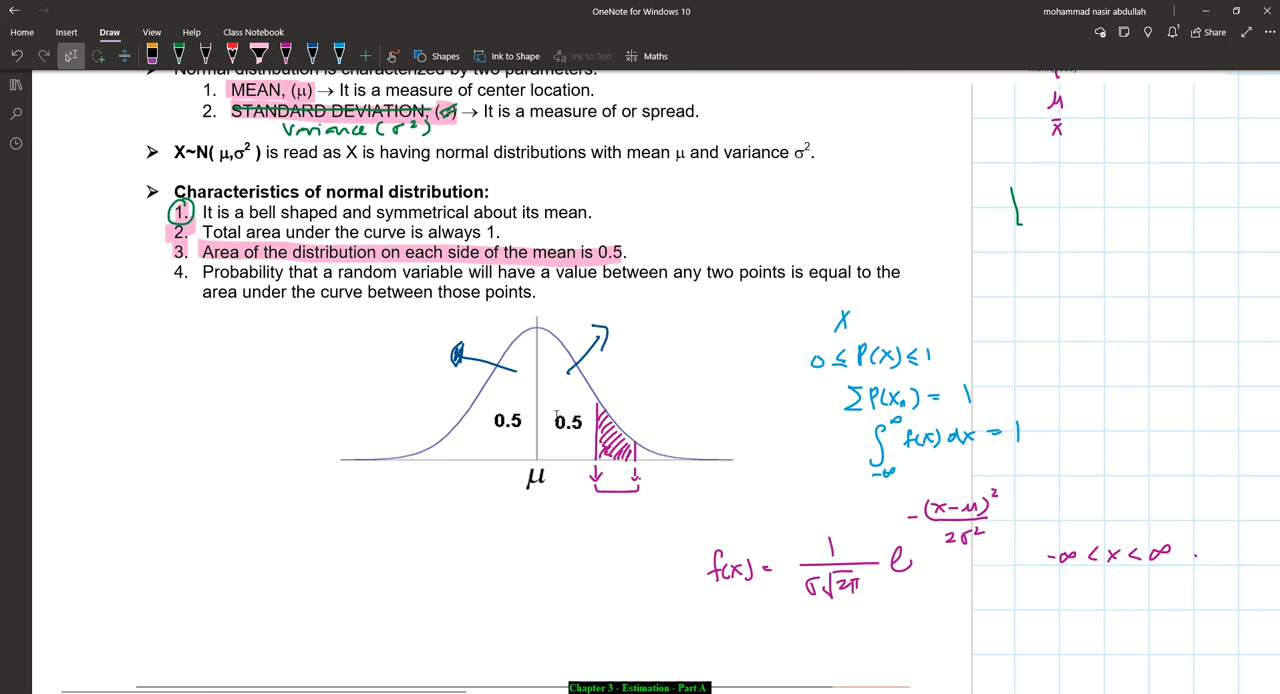 OneNote for Windows 10
mohammad nasir abdullah
Home Insert Draw View Help Class Notebook
Shapes Ink to Shape Ink to Text Maths Share
Normal distribution is characterized by two parameters:
1. MEAN, (μ) → It is a measure of center location.
2. STANDARD DEVIATION, (σ) → It is a measure of or spread.
Variance (σ²)
μ
x̄
➢ X~N( μ,σ² ) is read as X is having normal distributions with mean μ and variance σ².
➢ Characteristics of normal distribution:
1. It is a bell shaped and symmetrical about its mean.
2. Total area under the curve is always 1.
3. Area of the distribution on each side of the mean is 0.5.
4. Probability that a random variable will have a value between any two points is equal to the
area under the curve between those points.
0.5 0.5
μ
X
0 ≤ P(X) ≤ 1
∑ P(Xₙ) = 1
∫_{-∞}^{∞} f(x) dx = 1
f(x) = 1/(σ√2π) e^{-(x-μ)²/2σ²} -∞ < x < ∞ .
Chapter 3 - Estimation - Part A